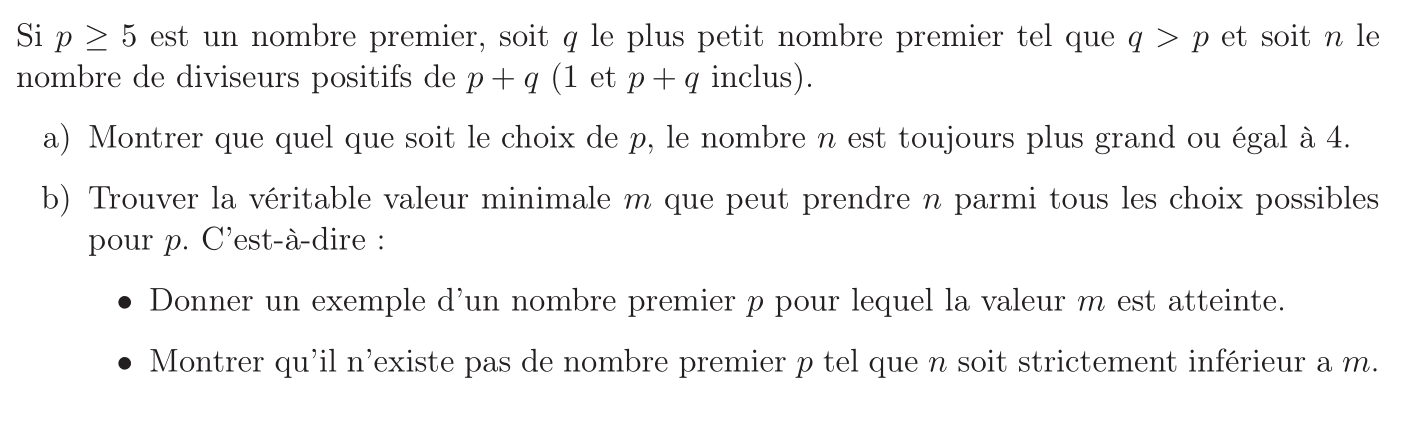 Si p ≥ 5 est un nombre premier, soit q le plus petit nombre premier tel que q > p et soit n le
nombre de diviseurs positifs de p + q (1 et p + q inclus).
a) Montrer que quel que soit le choix de p, le nombre n est toujours plus grand ou égal à 4.
b) Trouver la véritable valeur minimale m que peut prendre n parmi tous les choix possibles
pour p. C'est-à-dire :
• Donner un exemple d'un nombre premier p pour lequel la valeur m est atteinte.
• Montrer qu'il n'existe pas de nombre premier p tel que n soit strictement inférieur a m.